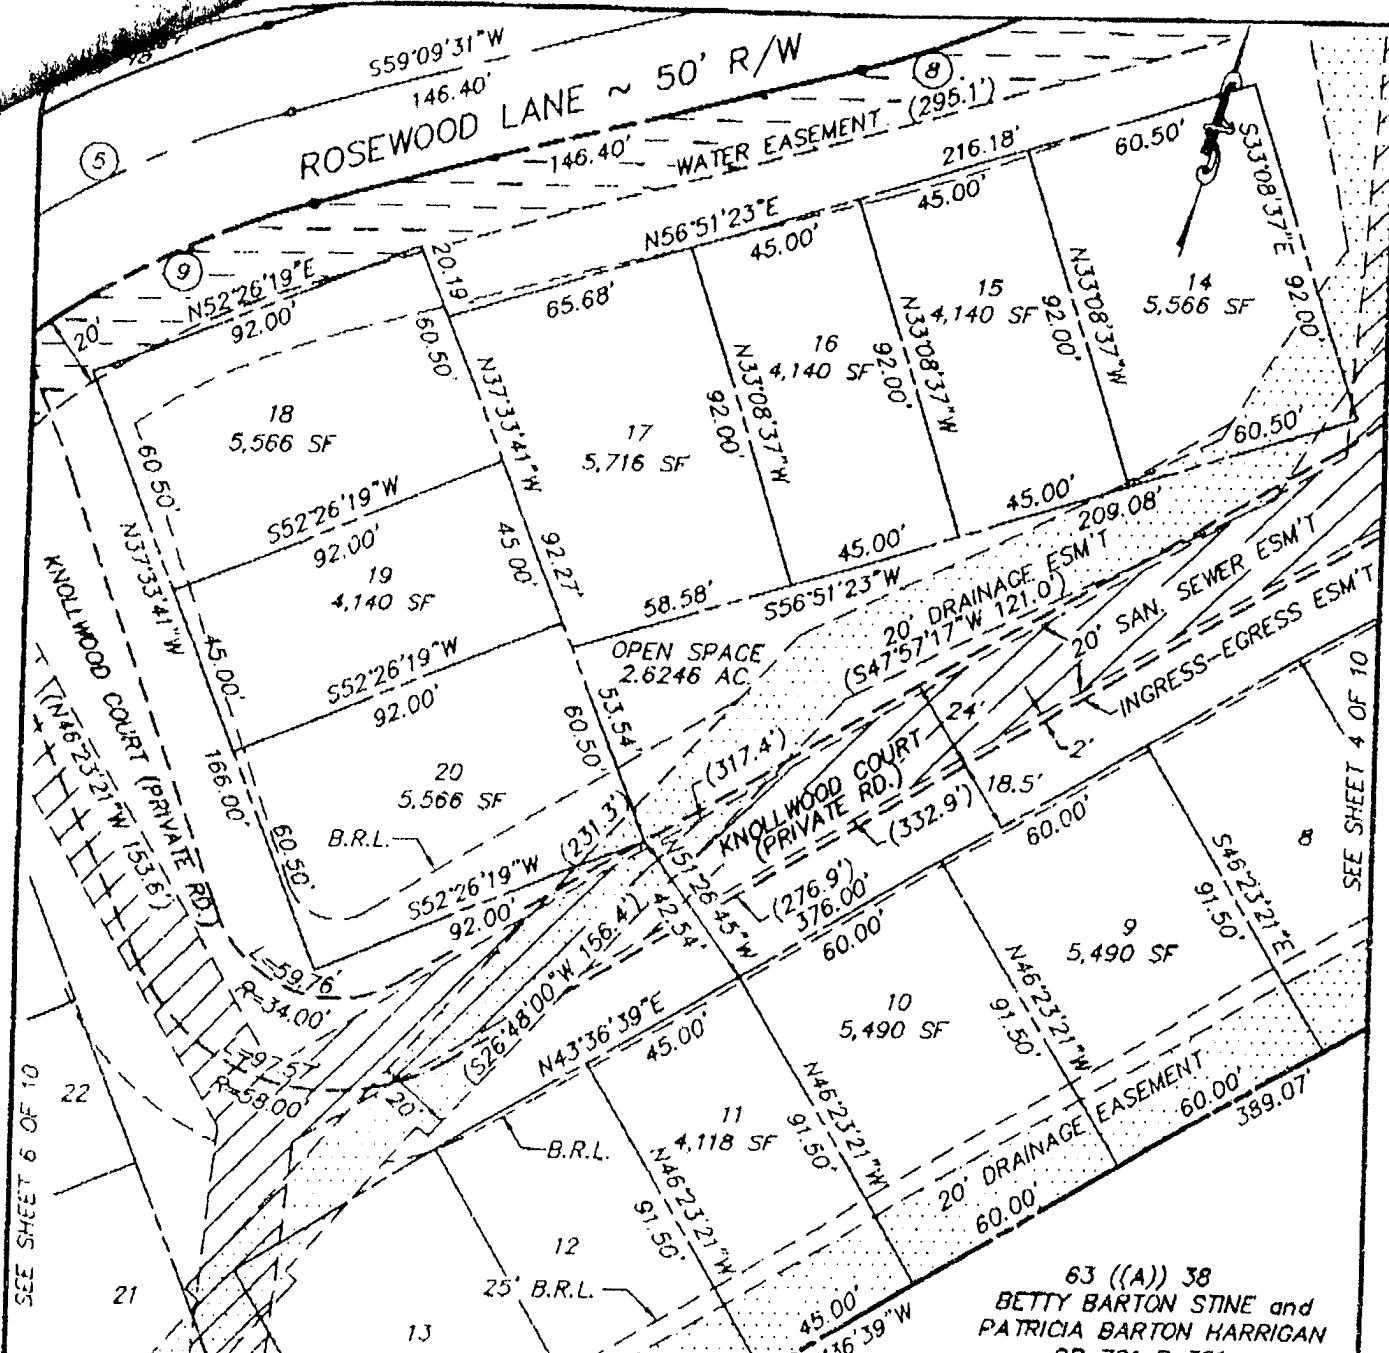 S59°09'31"W
146.40'
ROSEWOOD LANE ~ 50' R/W
5
8
9
146.40'
WATER EASEMENT (295.1')
216.18'
60.50'
S33°08'37"E 92.00'
N56°51'23"E
45.00'
45.00'
65.68'
20.19
N52°26'19"E
92.00'
20'
60.50'
N37°33'41"W
92.27'
45.00'
18
5,566 SF
17
5,716 SF
16
4,140 SF
15
4,140 SF
14
5,566 SF
N33°08'37"W
92.00'
N33°08'37"W
92.00'
N33°08'37"W
92.00'
60.50'
45.00'
209.08'
45.00'
S56°51'23"W
58.58'
60.50'
N37°33'41"W
45.00'
166.00'
60.50'
S52°26'19"W
92.00'
19
4,140 SF
S52°26'19"W
92.00'
20
5,566 SF
B.R.L.
S52°26'19"W
92.00'
OPEN SPACE
2.6246 AC
53.54'
60.50'
20' DRAINAGE ESM'T
(S47°57'17"W 121.0')
20' SAN. SEWER ESM'T
INGRESS-EGRESS ESM'T
24'
2'
18.5'
(317.4')
(231.3')
KNOLLWOOD COURT
(PRIVATE RD.)
(332.9')
(276.9')
376.00'
N51°26'45"W
42.54'
(S26°48'00"W 156.4')
KNOLLWOOD COURT (PRIVATE RD.)
(N46°23'21"W 153.6')
L=59.76'
R=34.00'
L=97.57
R=58.00'
20'
N43°36'39"E
45.00'
60.00'
60.00'
8
S46°23'21"E
91.50'
9
5,490 SF
N46°23'21"W
91.50'
10
5,490 SF
N46°23'21"W
91.50'
11
4,118 SF
N46°23'21"W
91.50'
B.R.L.
12
25' B.R.L.
13
20' DRAINAGE EASEMENT
60.00'
389.07'
60.00'
45.00'
36'39"W
22
21
SEE SHEET 6 OF 10
SEE SHEET 4 OF 10
63 ((A)) 38
BETTY BARTON STINE and
PATRICIA BARTON HARRIGAN